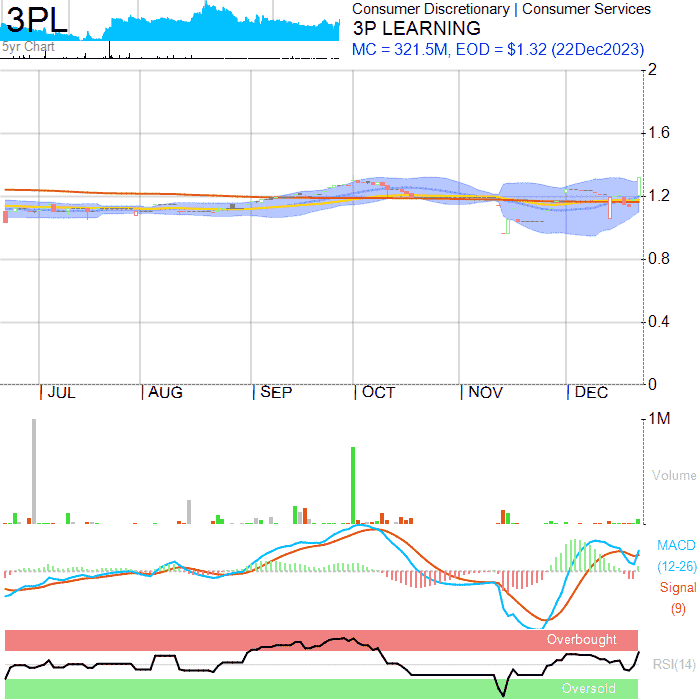 3PL
5yr Chart
Consumer Discretionary | Consumer Services
3P LEARNING
MC = 321.5M, EOD = $1.32 (22Dec2023)
2
1.6
1.2
0.8
0.4
0
| JUL | AUG | SEP | OCT | NOV | DEC
1M
Volume
MACD
(12-26)
Signal
(9)
Overbought
RSI(14)
Oversold